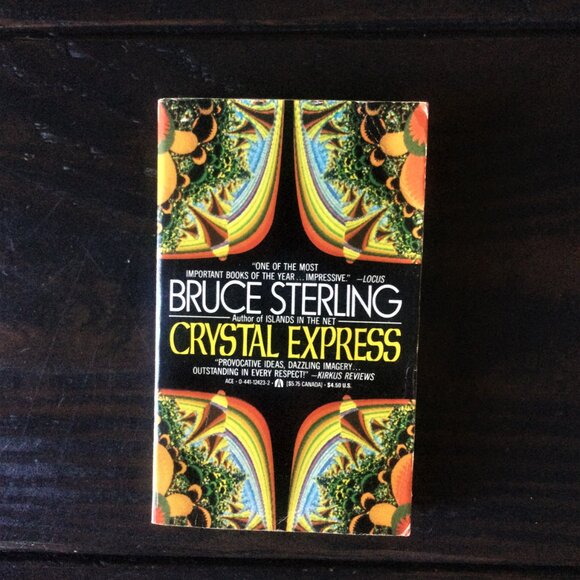 "ONE OF THE MOST
IMPORTANT BOOKS OF THE YEAR...IMPRESSIVE." —LOCUS
BRUCE STERLING
Author of ISLANDS IN THE NET
CRYSTAL EXPRESS
"PROVOCATIVE IDEAS, DAZZLING IMAGERY...
OUTSTANDING IN EVERY RESPECT!" —KIRKUS REVIEWS
ACE • 0-441-12423-2 • [$5.75 CANADA] • $4.50 U.S.